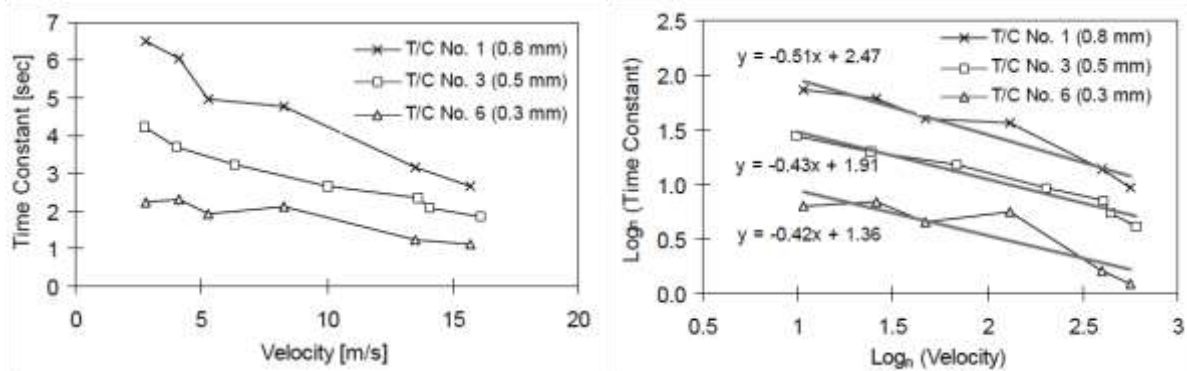 Time Constant [sec]
7
6
5
4
3
2
1
0
0 5 10 15 20
Velocity [m/s]
T/C No. 1 (0.8 mm)
T/C No. 3 (0.5 mm)
T/C No. 6 (0.3 mm)
Logn (Time Constant)
2.5
2.0
1.5
1.0
0.5
0.0
0.5 1 1.5 2 2.5 3
Logn (Velocity)
T/C No. 1 (0.8 mm)
T/C No. 3 (0.5 mm)
T/C No. 6 (0.3 mm)
y = -0.51x + 2.47
y = -0.43x + 1.91
y = -0.42x + 1.36